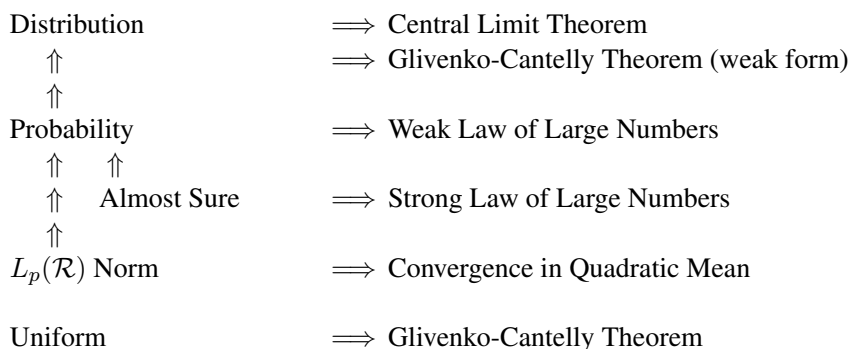 Distribution ⟹ Central Limit Theorem
⇑ ⟹ Glivenko-Cantelly Theorem (weak form)
⇑
Probability ⟹ Weak Law of Large Numbers
⇑ ⇑
⇑ Almost Sure ⟹ Strong Law of Large Numbers
⇑
L_p(ℛ) Norm ⟹ Convergence in Quadratic Mean
Uniform ⟹ Glivenko-Cantelly Theorem